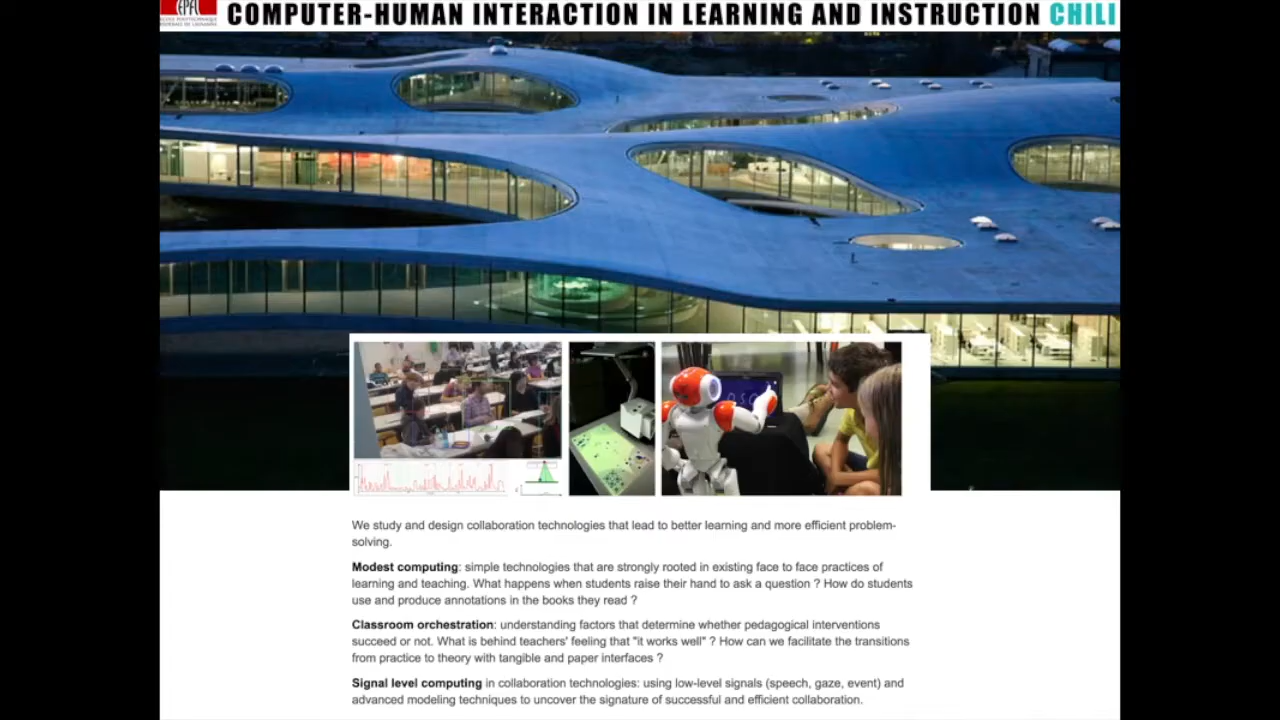 EPFL
COMPUTER-HUMAN INTERACTION IN LEARNING AND INSTRUCTION CHILI
We study and design collaboration technologies that lead to better learning and more efficient problem-
solving.
Modest computing: simple technologies that are strongly rooted in existing face to face practices of
learning and teaching. What happens when students raise their hand to ask a question ? How do students
use and produce annotations in the books they read ?
Classroom orchestration: understanding factors that determine whether pedagogical interventions
succeed or not. What is behind teachers' feeling that "it works well" ? How can we facilitate the transitions
from practice to theory with tangible and paper interfaces ?
Signal level computing in collaboration technologies: using low-level signals (speech, gaze, event) and
advanced modeling techniques to uncover the signature of successful and efficient collaboration.